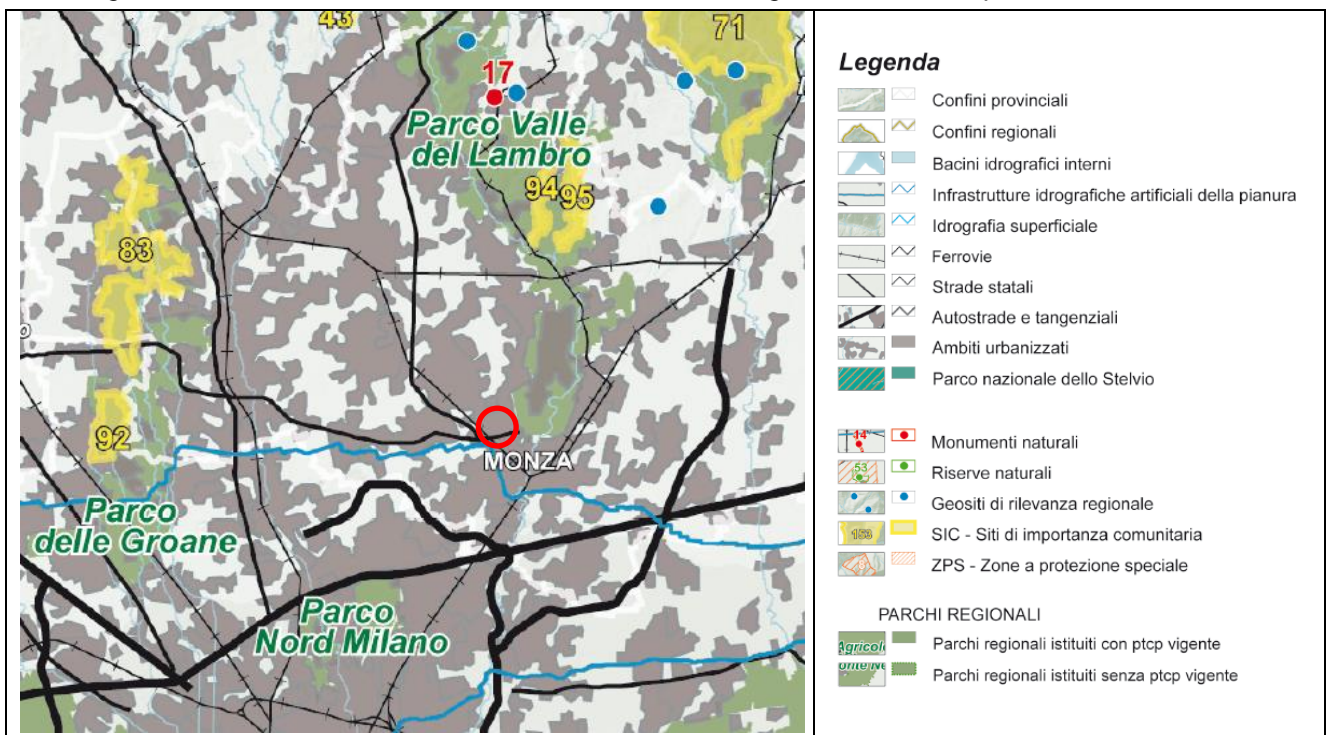 43
71
17
Parco Valle
del Lambro
94
95
83
92
MONZA
Parco
delle Groane
Parco
Nord Milano
Legenda
Confini provinciali
Confini regionali
Bacini idrografici interni
Infrastrutture idrografiche artificiali della pianura
Idrografia superficiale
Ferrovie
Strade statali
Autostrade e tangenziali
Ambiti urbanizzati
Parco nazionale dello Stelvio
14
Monumenti naturali
53
Riserve naturali
Geositi di rilevanza regionale
159
SIC - Siti di importanza comunitaria
ZPS - Zone a protezione speciale
PARCHI REGIONALI
Agricol
Parchi regionali istituiti con ptcp vigente
onte Ne
Parchi regionali istituiti senza ptcp vigente